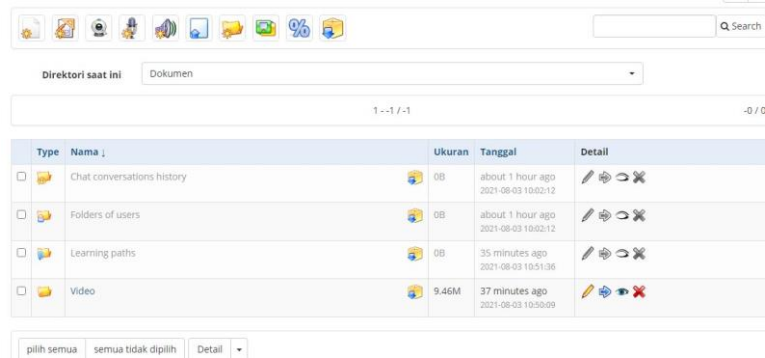 Search
Direktori saat ini Dokumen
1 - -1 / -1 -0 / 0
Type Nama ↓ Ukuran Tanggal Detail
Chat conversations history 0B about 1 hour ago
2021-08-03 10:02:12
Folders of users 0B about 1 hour ago
2021-08-03 10:02:12
Learning paths 0B 35 minutes ago
2021-08-03 10:51:36
Video 9.46M 37 minutes ago
2021-08-03 10:50:09
pilih semua semua tidak dipilih Detail